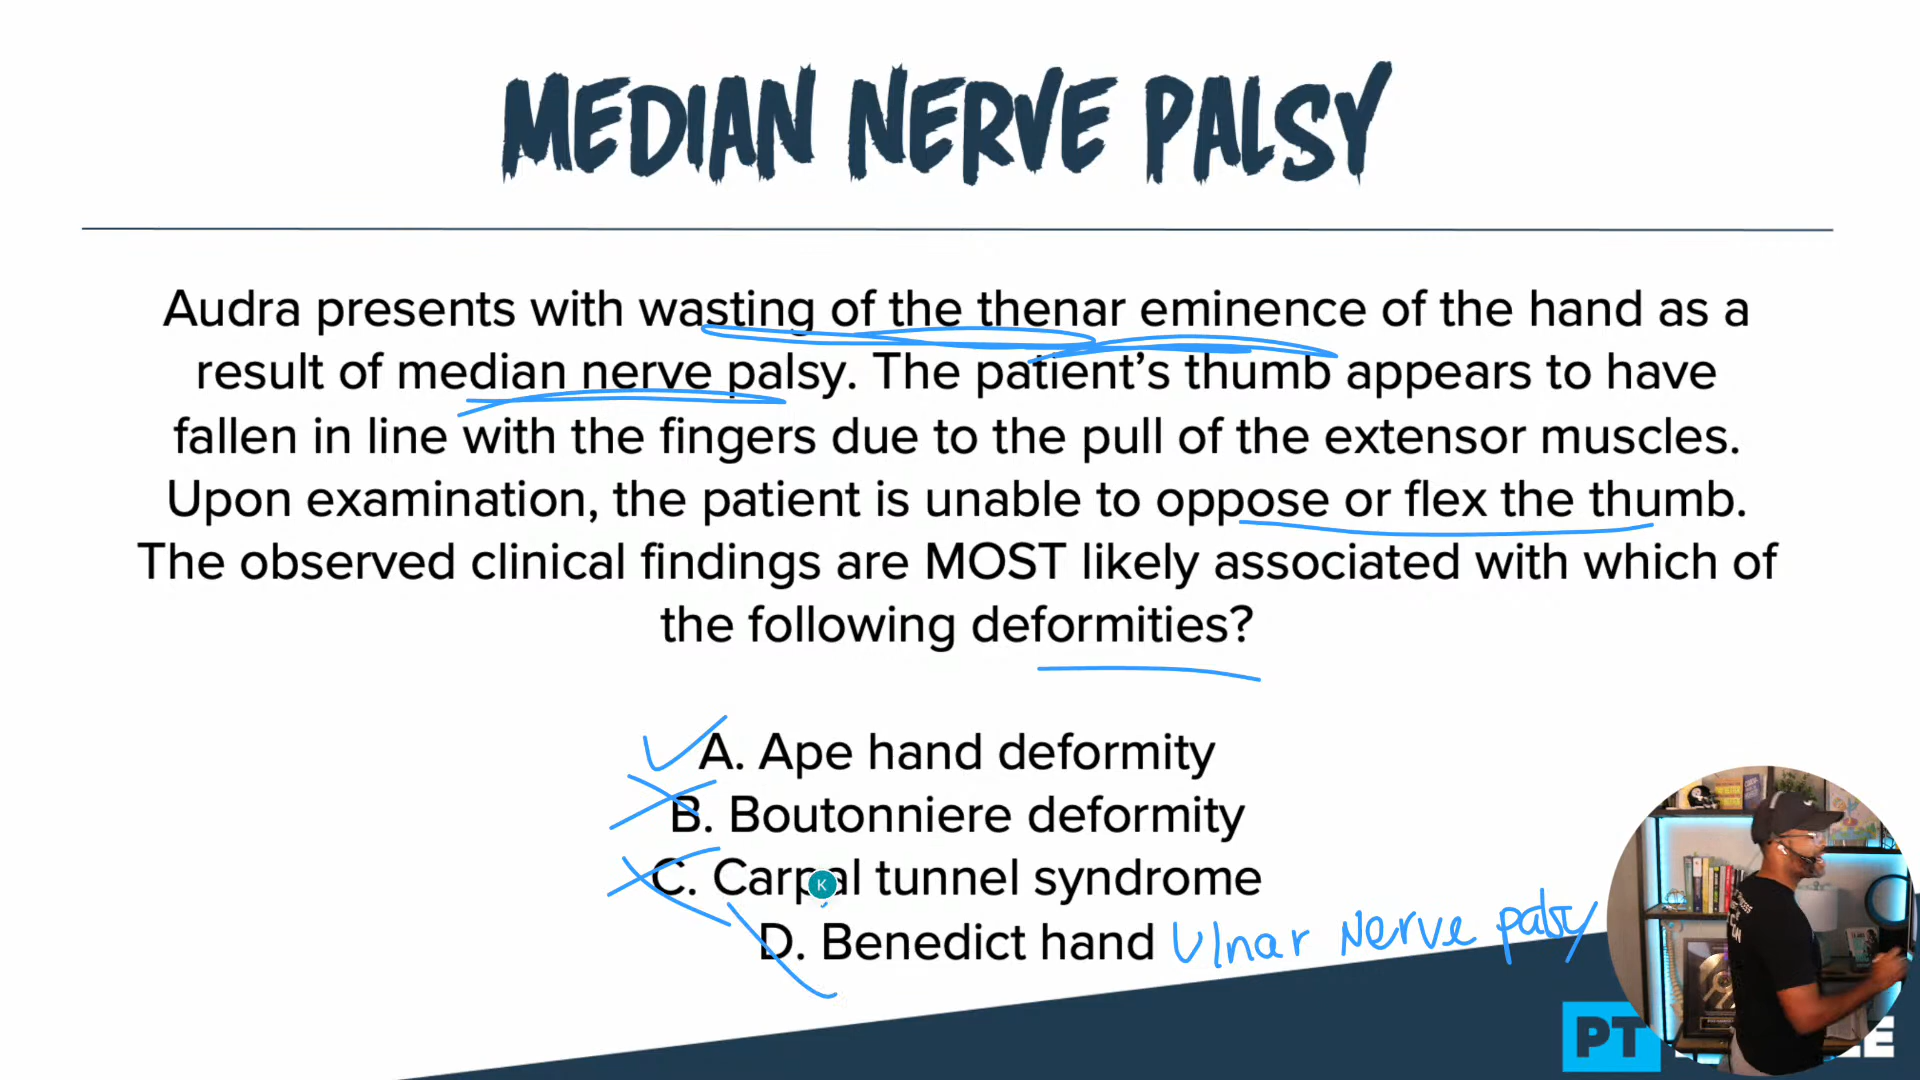 MEDIAN NERVE PALSY
Audra presents with wasting of the thenar eminence of the hand as a
result of median nerve palsy. The patient’s thumb appears to have
fallen in line with the fingers due to the pull of the extensor muscles.
Upon examination, the patient is unable to oppose or flex the thumb.
The observed clinical findings are MOST likely associated with which of
the following deformities?
A. Ape hand deformity
B. Boutonniere deformity
C. Carpal tunnel syndrome
K
D. Benedict hand Ulnar Nerve palsy
PT